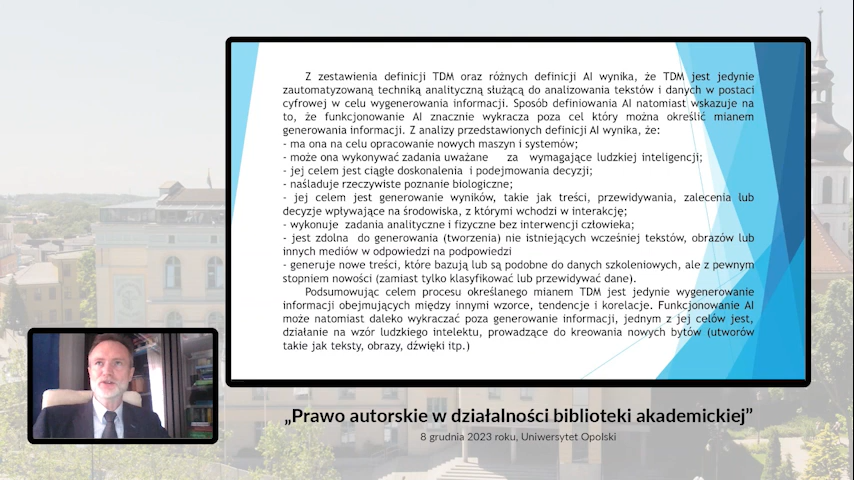 Z zestawienia definicji TDM oraz różnych definicji AI wynika, że TDM jest jedynie
zautomatyzowaną techniką analityczną służącą do analizowania tekstów i danych w postaci
cyfrowej w celu wygenerowania informacji. Sposób definiowania AI natomiast wskazuje na
to, że funkcjonowanie AI znacznie wykracza poza cel który można określić mianem
generowania informacji. Z analizy przedstawionych definicji AI wynika, że:
- ma ona na celu opracowanie nowych maszyn i systemów;
- może ona wykonywać zadania uważane za wymagające ludzkiej inteligencji;
- jej celem jest ciągłe doskonalenia i podejmowania decyzji;
- naśladuje rzeczywiste poznanie biologiczne;
- jej celem jest generowanie wyników, takie jak treści, przewidywania, zalecenia lub
decyzje wpływające na środowiska, z którymi wchodzi w interakcję;
- wykonuje zadania analityczne i fizyczne bez interwencji człowieka;
- jest zdolna do generowania (tworzenia) nie istniejących wcześniej tekstów, obrazów lub
innych mediów w odpowiedzi na podpowiedzi
- generuje nowe treści, które bazują lub są podobne do danych szkoleniowych, ale z pewnym
stopniem nowości (zamiast tylko klasyfikować lub przewidywać dane).
Podsumowując celem procesu określanego mianem TDM jest jedynie wygenerowanie
informacji obejmujących między innymi wzorce, tendencje i korelacje. Funkcjonowanie AI
może natomiast daleko wykraczać poza generowanie informacji, jednym z jej celów jest,
działanie na wzór ludzkiego intelektu, prowadzące do kreowania nowych bytów (utworów
takie jak teksty, obrazy, dźwięki itp.)
„Prawo autorskie w działalności biblioteki akademickiej”
8 grudnia 2023 roku, Uniwersytet Opolski